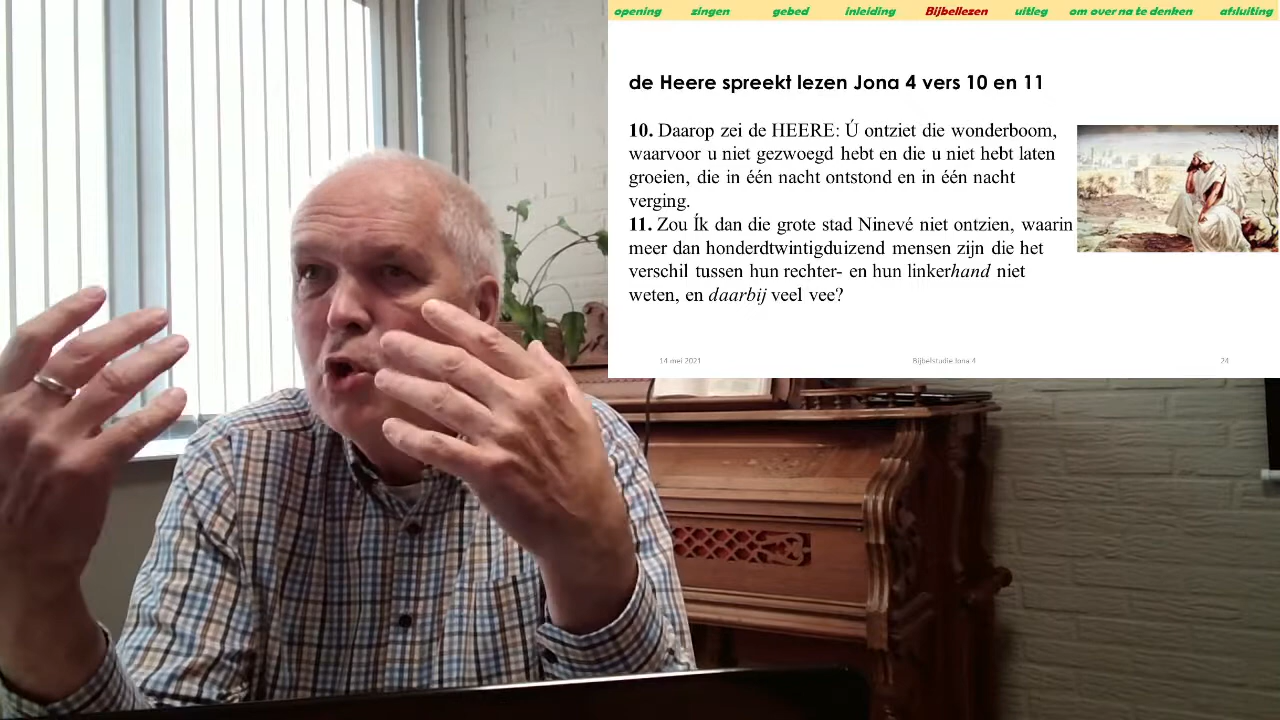 opening zingen gebed inleiding Bijbellezen uitleg om over na te denken afsluiting
de Heere spreekt lezen Jona 4 vers 10 en 11
10. Daarop zei de HEERE: Ú ontziet die wonderboom,
waarvoor u niet gezwoegd hebt en die u niet hebt laten
groeien, die in één nacht ontstond en in één nacht
verging.
11. Zou Ík dan die grote stad Ninevé niet ontzien, waarin
meer dan honderdtwintigduizend mensen zijn die het
verschil tussen hun rechter- en hun linkerhand niet
weten, en daarbij veel vee?
14 mei 2021 Bijbelstudie Jona 4 24